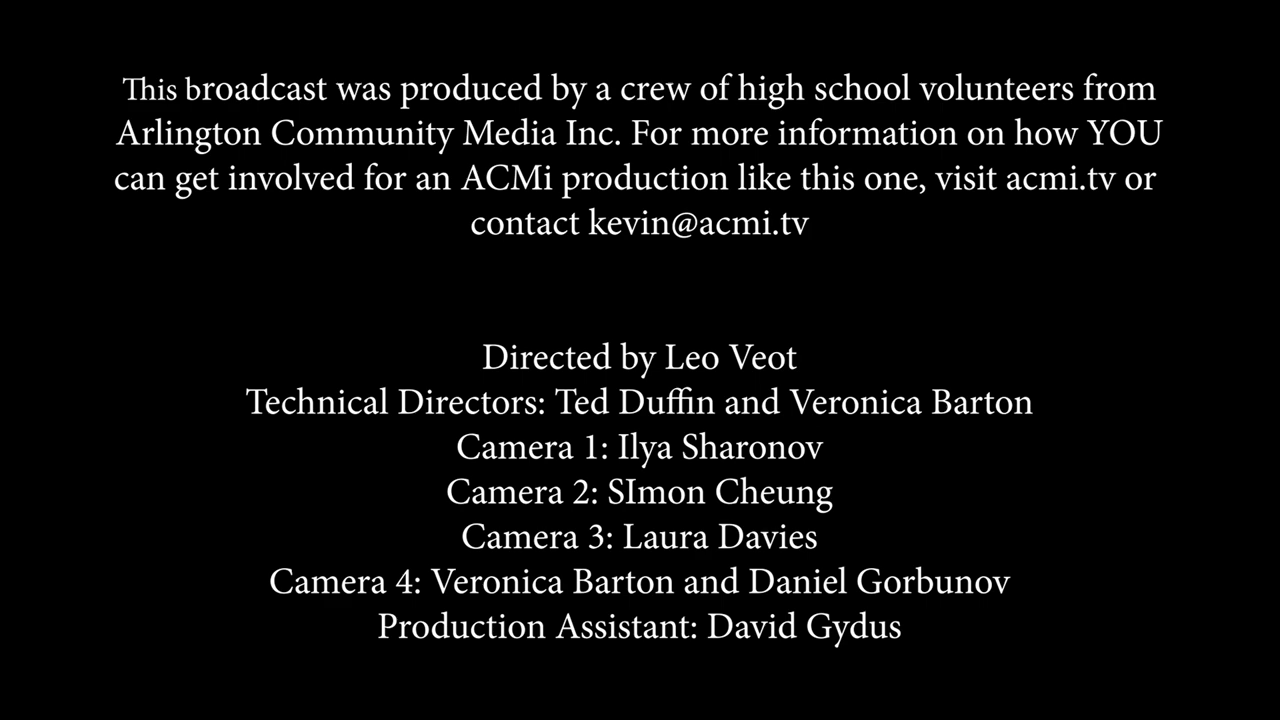 This broadcast was produced by a crew of high school volunteers from
Arlington Community Media Inc. For more information on how YOU
can get involved for an ACMi production like this one, visit acmi.tv or
contact kevin@acmi.tv
Directed by Leo Veot
Technical Directors: Ted Duffin and Veronica Barton
Camera 1: Ilya Sharonov
Camera 2: SImon Cheung
Camera 3: Laura Davies
Camera 4: Veronica Barton and Daniel Gorbunov
Production Assistant: David Gydus